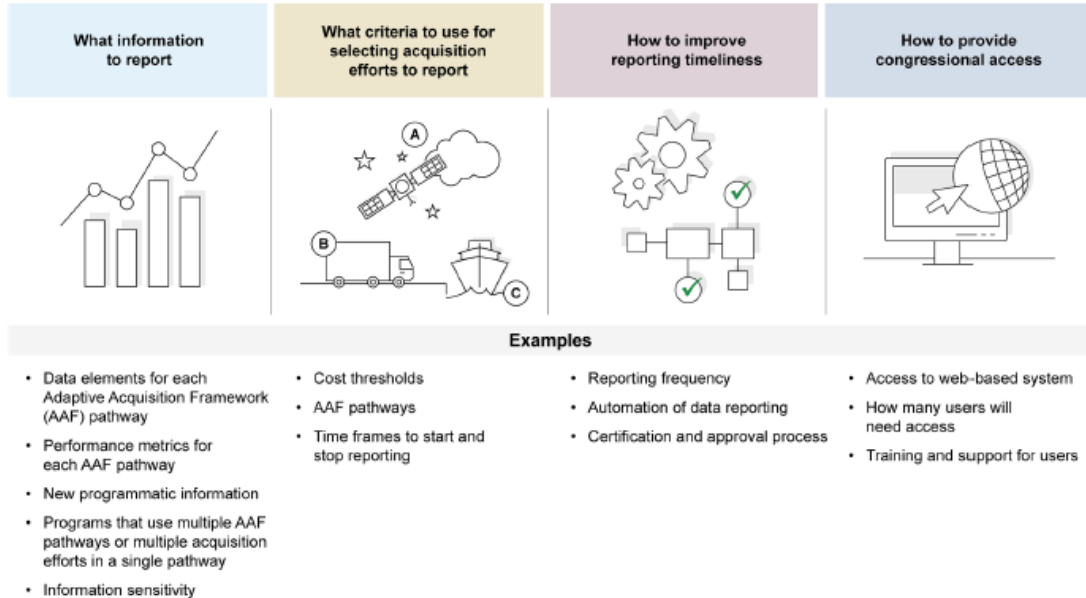 What information
to report
What criteria to use for
selecting acquisition
efforts to report
How to improve
reporting timeliness
How to provide
congressional access
A
B
C
Examples
• Data elements for each
Adaptive Acquisition Framework
(AAF) pathway
• Performance metrics for
each AAF pathway
• New programmatic information
• Programs that use multiple AAF
pathways or multiple acquisition
efforts in a single pathway
• Information sensitivity
• Cost thresholds
• AAF pathways
• Time frames to start and
stop reporting
• Reporting frequency
• Automation of data reporting
• Certification and approval process
• Access to web-based system
• How many users will
need access
• Training and support for users